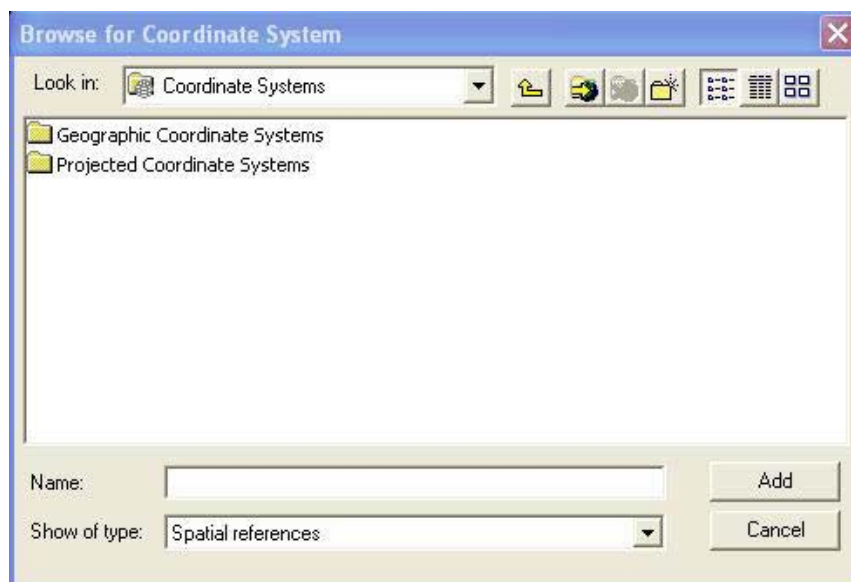 Browse for Coordinate System
Look in: Coordinate Systems
Geographic Coordinate Systems
Projected Coordinate Systems
Name: Add
Show of type: Spatial references Cancel